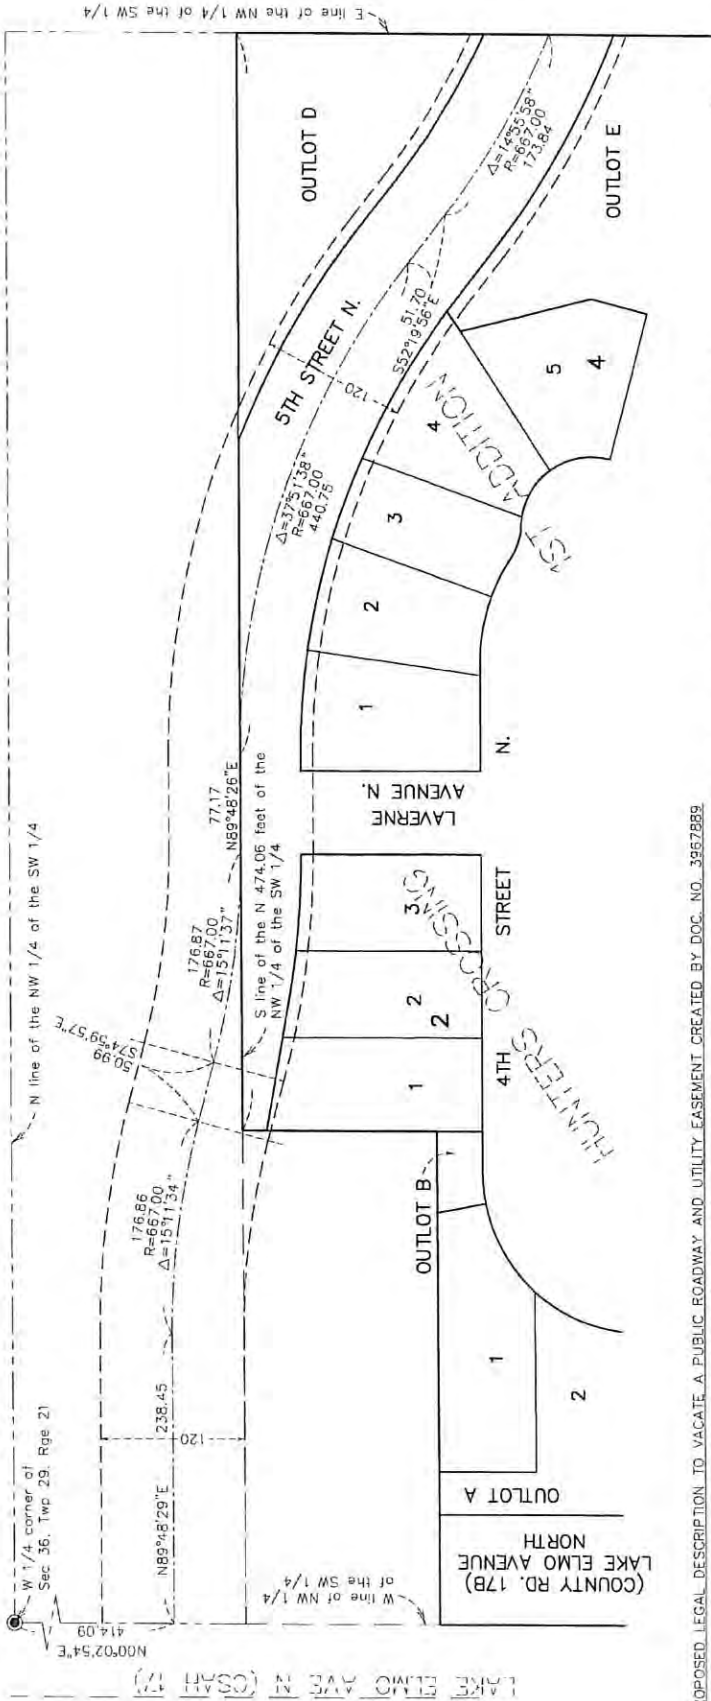 E line of the NW 1/4 of the SW 1/4
N line of the NW 1/4 of the SW 1/4
W 1/4 corner of
Sec 36, Twp 29, Rge 21
N00°02'54"E
414.09
LAKE ELMO AVE N (CSAH 17)
N89°48'29"E
238.45
120
176.86
R=667.00
Δ=15°11'34"
50.99
S74°59'57"E
176.87
R=667.00
Δ=15°11'37"
77.17
N89°48'26"E
S line of the N 474.06 feet of the
NW 1/4 of the SW 1/4
Δ=37°51'38"
R=667.00
440.75
5TH STREET N.
120
51.70
S52°19'56"E
Δ=14°55'58"
R=667.00
173.84
OUTLOT D
OUTLOT E
W line of NW 1/4
of the SW 1/4
(COUNTY RD. 17B)
LAKE ELMO AVENUE
NORTH
OUTLOT A
1
2
OUTLOT B
1
2
3
2
4TH
STREET
N.
LAVERNE
AVENUE N.
1
2
3
4
5
4
HUNTERS CROSSING
1ST ADDITION
OPOSED LEGAL DESCRIPTION TO VACATE A PUBLIC ROADWAY AND UTILITY EASEMENT CREATED BY DOC. NO. 3967889